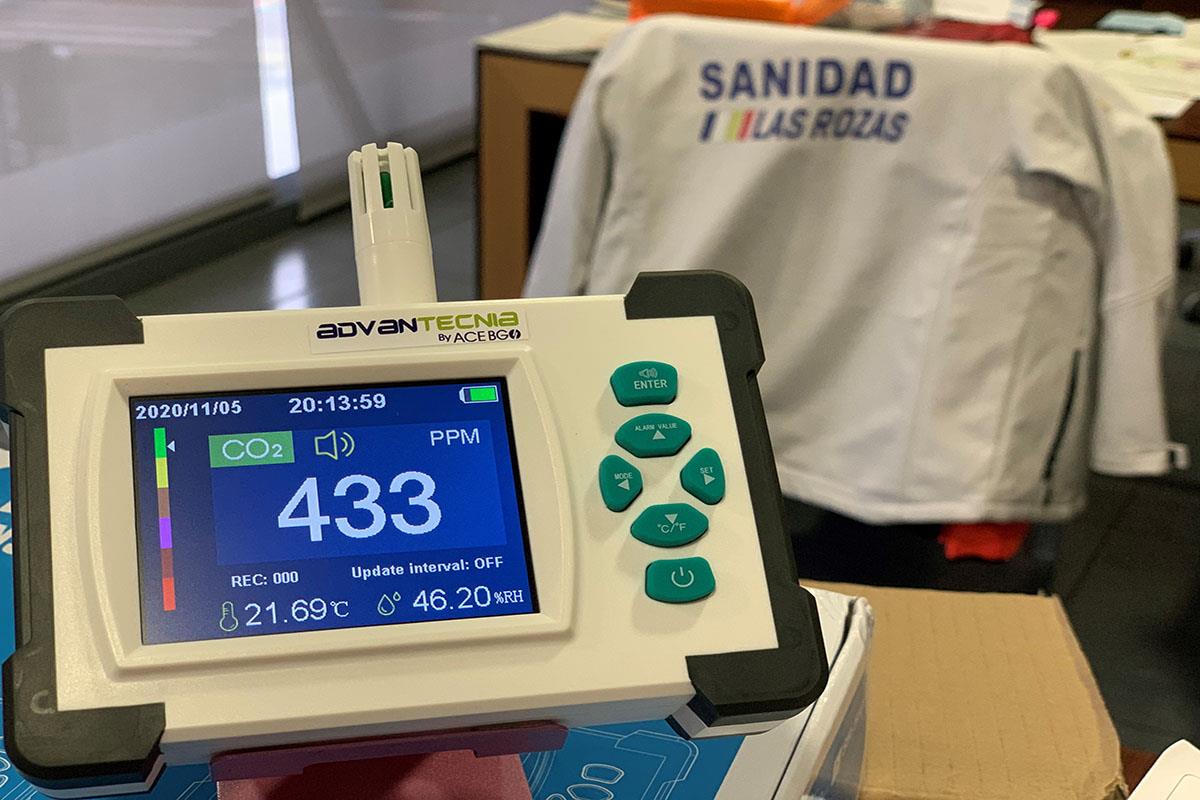 SANIDAD
LAS ROZAS
ADVANTECNIA
By ACE BG
2020/11/05 20:13:59
CO₂ PPM
433
REC: 000 Update interval: OFF
21.69°C 46.20%RH
ENTER
ALARM VALUE
MODE
SET
°C/°F